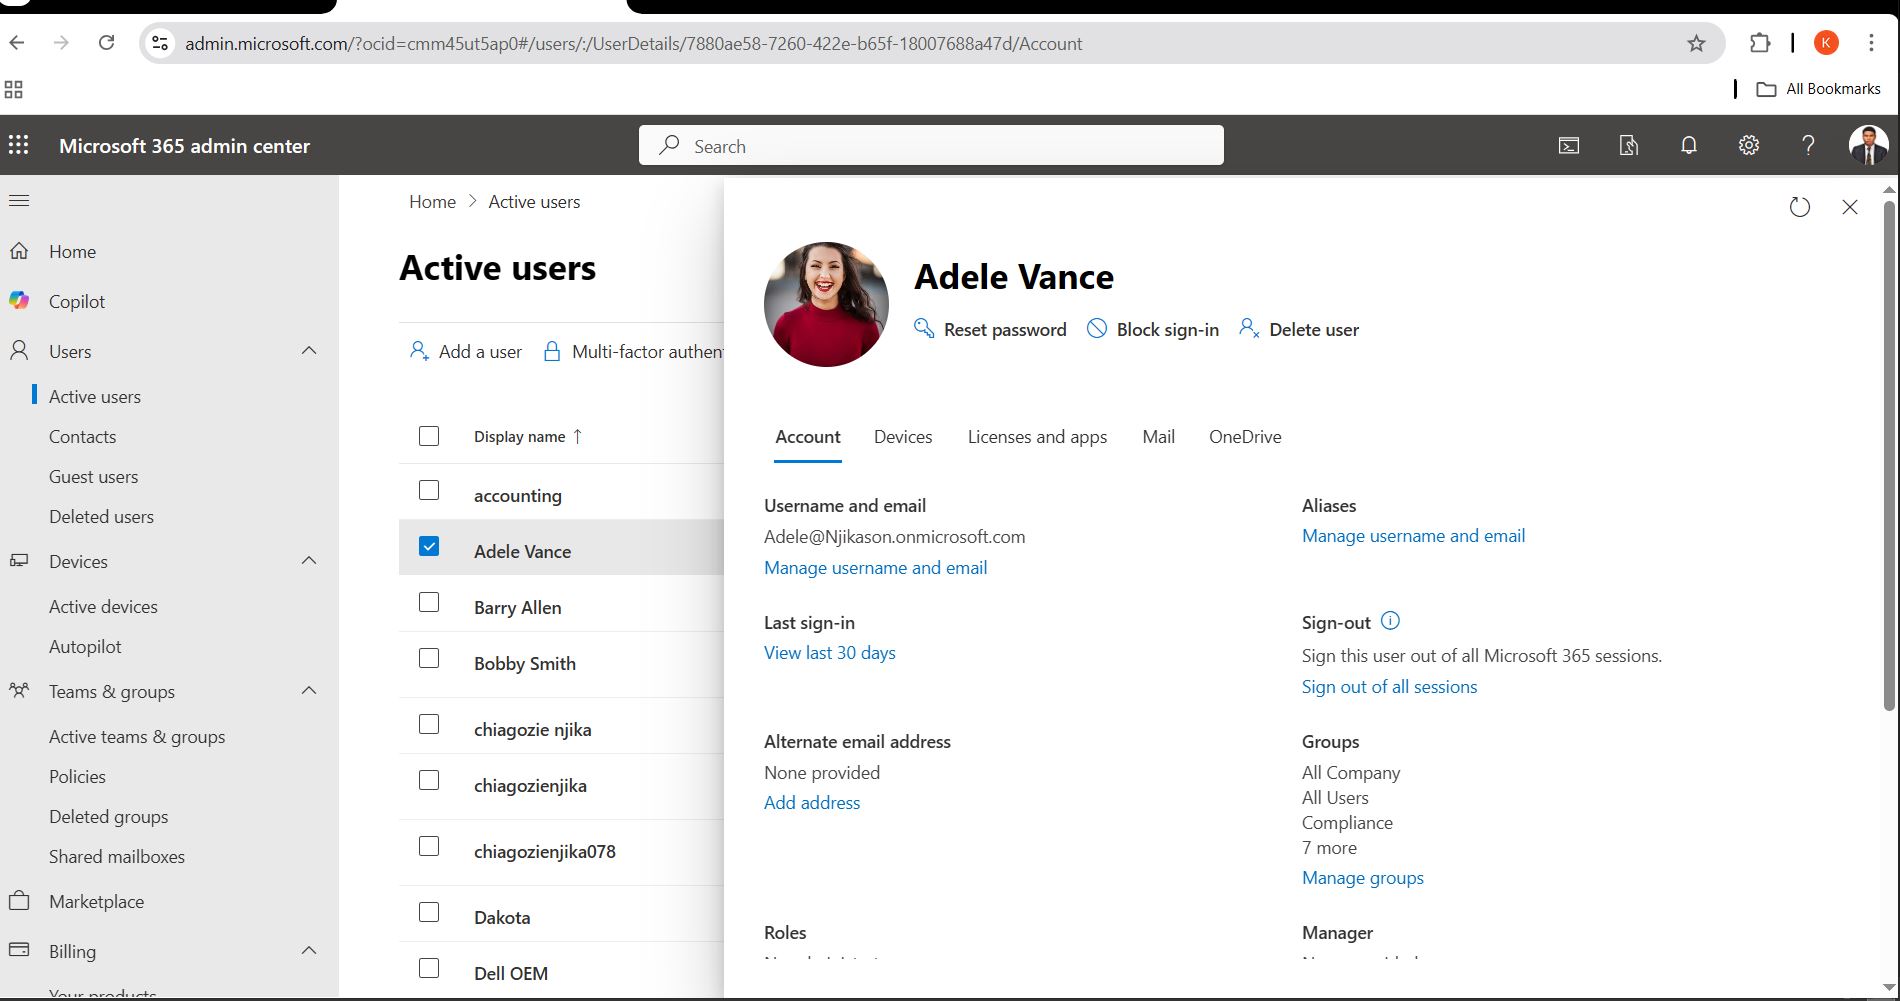 admin.microsoft.com/?ocid=cmm45ut5ap0#/users/:/UserDetails/7880ae58-7260-422e-b65f-18007688a47d/Account
K
All Bookmarks
Microsoft 365 admin center
Search
Home
Copilot
Users
Active users
Contacts
Guest users
Deleted users
Devices
Active devices
Autopilot
Teams & groups
Active teams & groups
Policies
Deleted groups
Shared mailboxes
Marketplace
Billing
Your products
Home > Active users
Active users
Add a user Multi-factor authen
Display name ↑
accounting
Adele Vance
Barry Allen
Bobby Smith
chiagozie njika
chiagozienjika
chiagozienjika078
Dakota
Dell OEM
Adele Vance
Reset password Block sign-in Delete user
Account Devices Licenses and apps Mail OneDrive
Username and email
Adele@Njikason.onmicrosoft.com
Manage username and email
Aliases
Manage username and email
Last sign-in
View last 30 days
Sign-out
Sign this user out of all Microsoft 365 sessions.
Sign out of all sessions
Alternate email address
None provided
Add address
Groups
All Company
All Users
Compliance
7 more
Manage groups
Roles
Manager